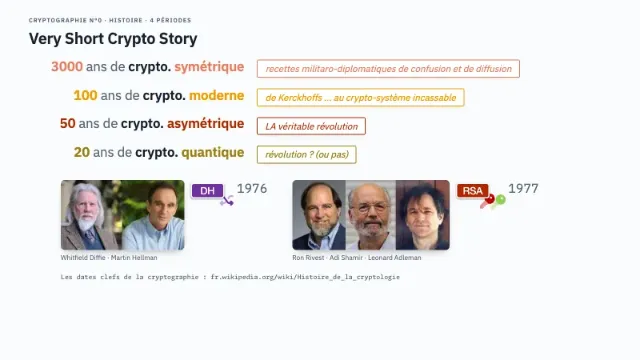 CRYPTOGRAPHIE N°0 · HISTOIRE · 4 PÉRIODES
Very Short Crypto Story
3000 ans de crypto. symétrique
recettes militaro-diplomatiques de confusion et de diffusion
100 ans de crypto. moderne
de Kerckhoffs ... au crypto-système incassable
50 ans de crypto. asymétrique
LA véritable révolution
20 ans de crypto. quantique
révolution ? (ou pas)
DH 1976
RSA 1977
Whitfield Diffie · Martin Hellman
Ron Rivest · Adi Shamir · Leonard Adleman
Les dates clefs de la cryptographie : fr.wikipedia.org/wiki/Histoire_de_la_cryptologie